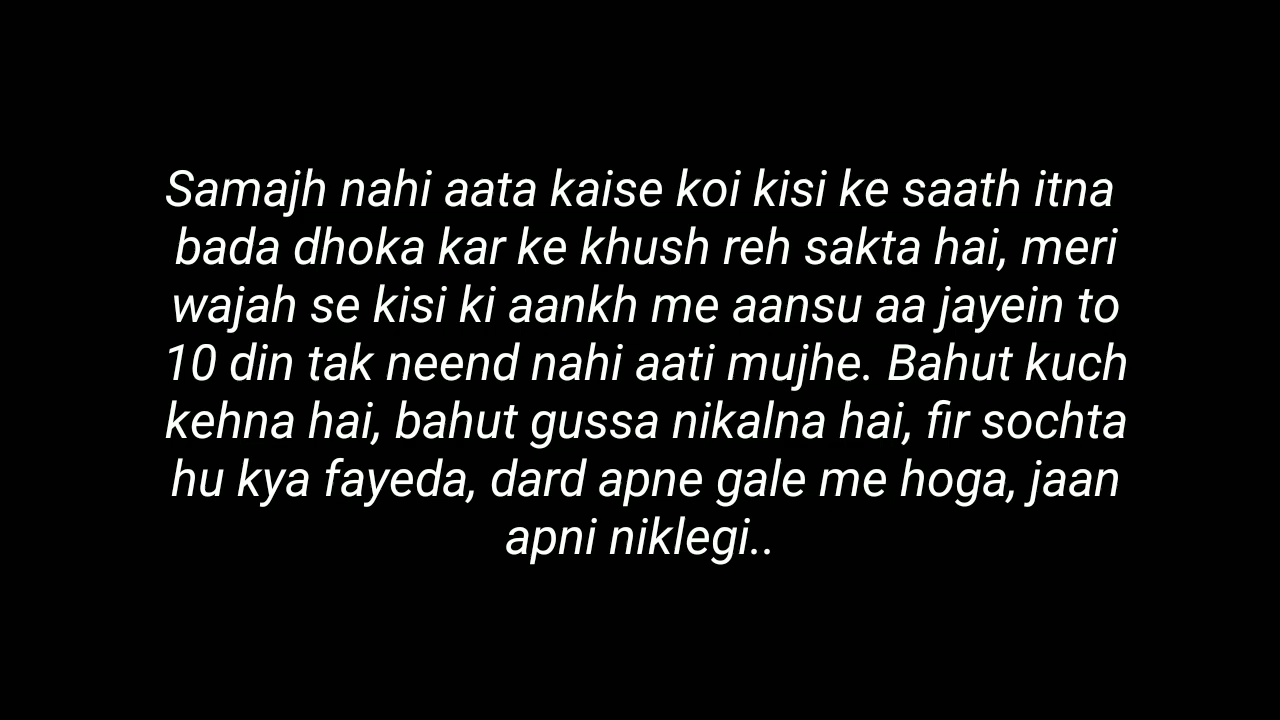 Samajh nahi aata kaise koi kisi ke saath itna
bada dhoka kar ke khush reh sakta hai, meri
wajah se kisi ki aankh me aansu aa jayein to
10 din tak neend nahi aati mujhe. Bahut kuch
kehna hai, bahut gussa nikalna hai, fir sochta
hu kya fayeda, dard apne gale me hoga, jaan
apni niklegi..